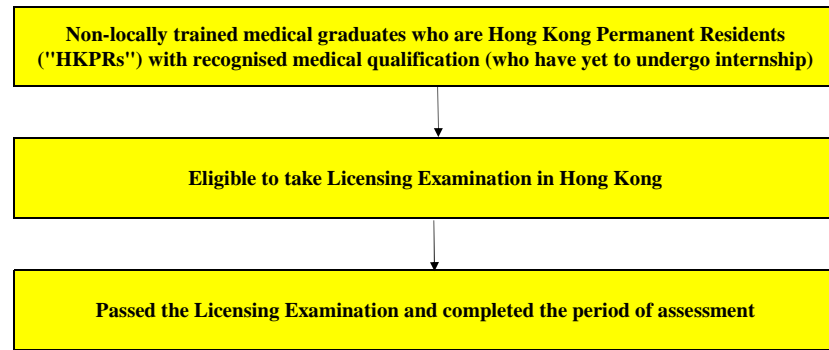 Non-locally trained medical graduates who are Hong Kong Permanent Residents
("HKPRs") with recognised medical qualification (who have yet to undergo internship)
Eligible to take Licensing Examination in Hong Kong
Passed the Licensing Examination and completed the period of assessment